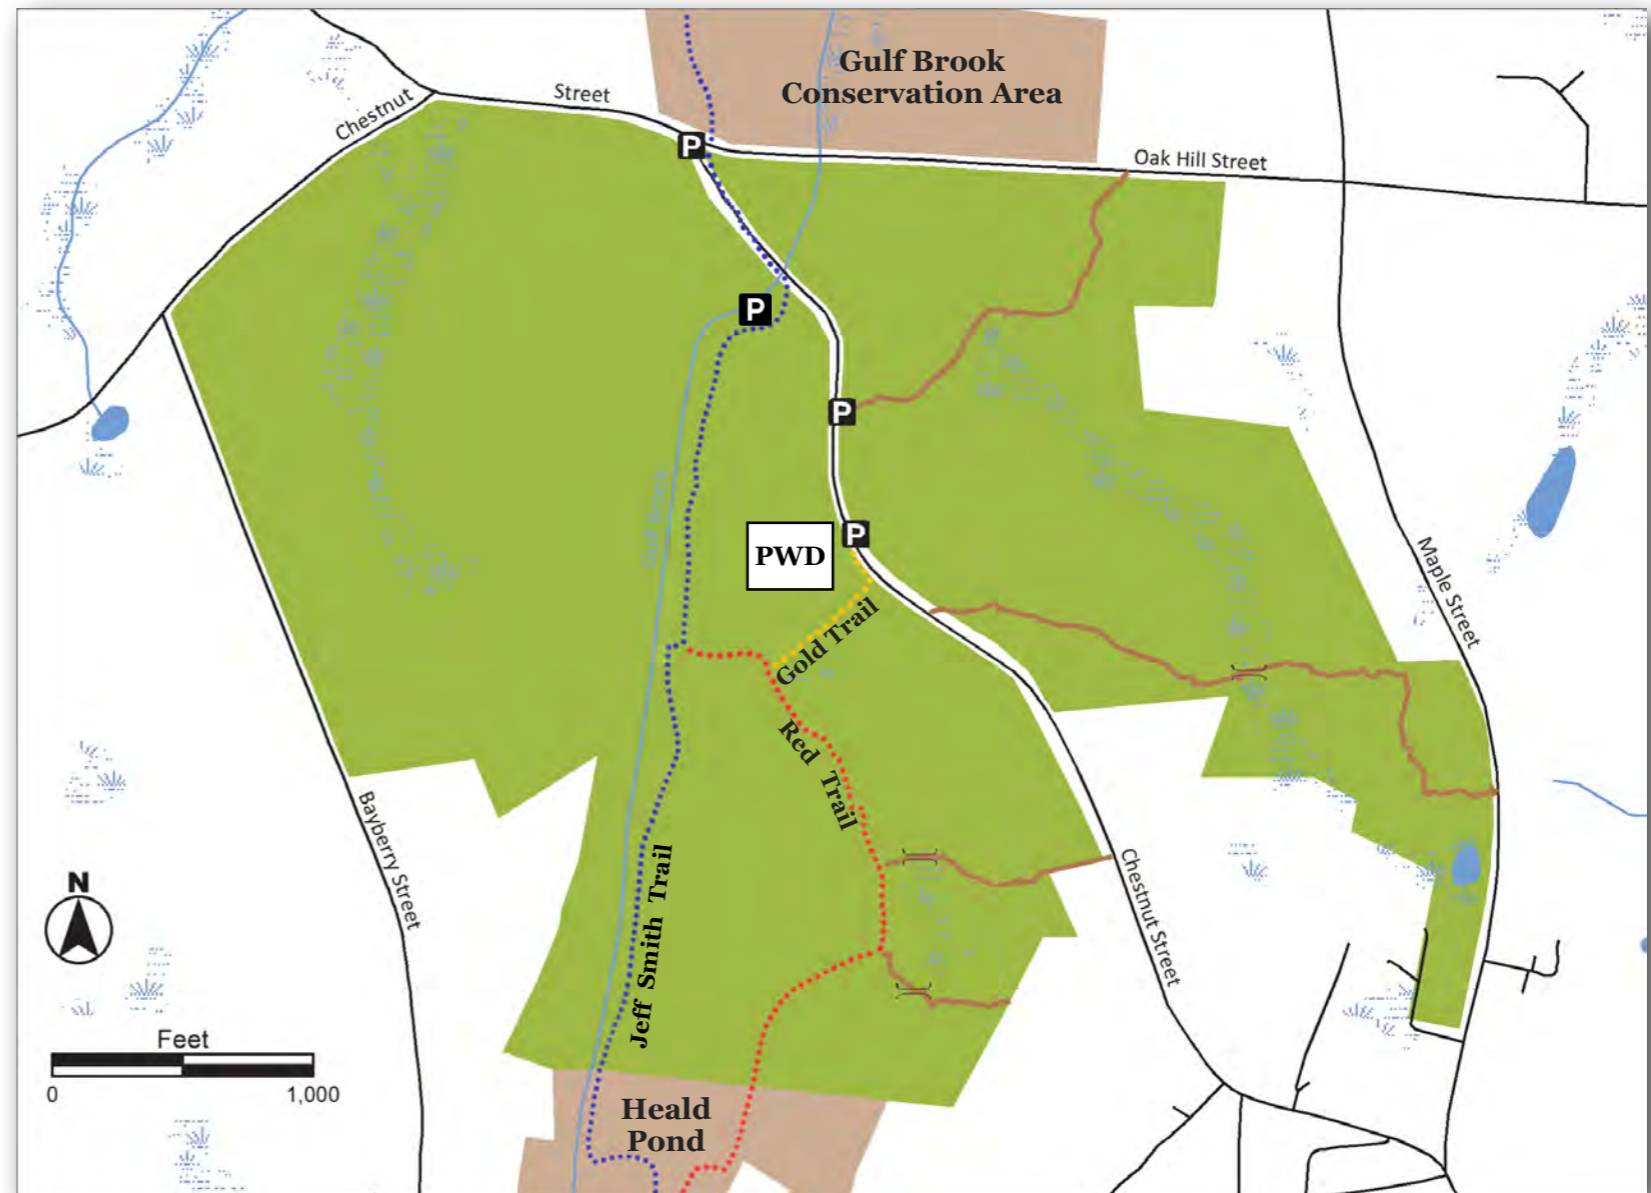 Gulf Brook
Conservation Area
Chestnut
Street
P
Oak Hill Street
P
P
Gulf Brook
P
PWD
Maple Street
Gold Trail
Red Trail
Bayberry Street
Jeff Smith Trail
Chestnut Street
N
Feet
0 1,000
Heald
Pond